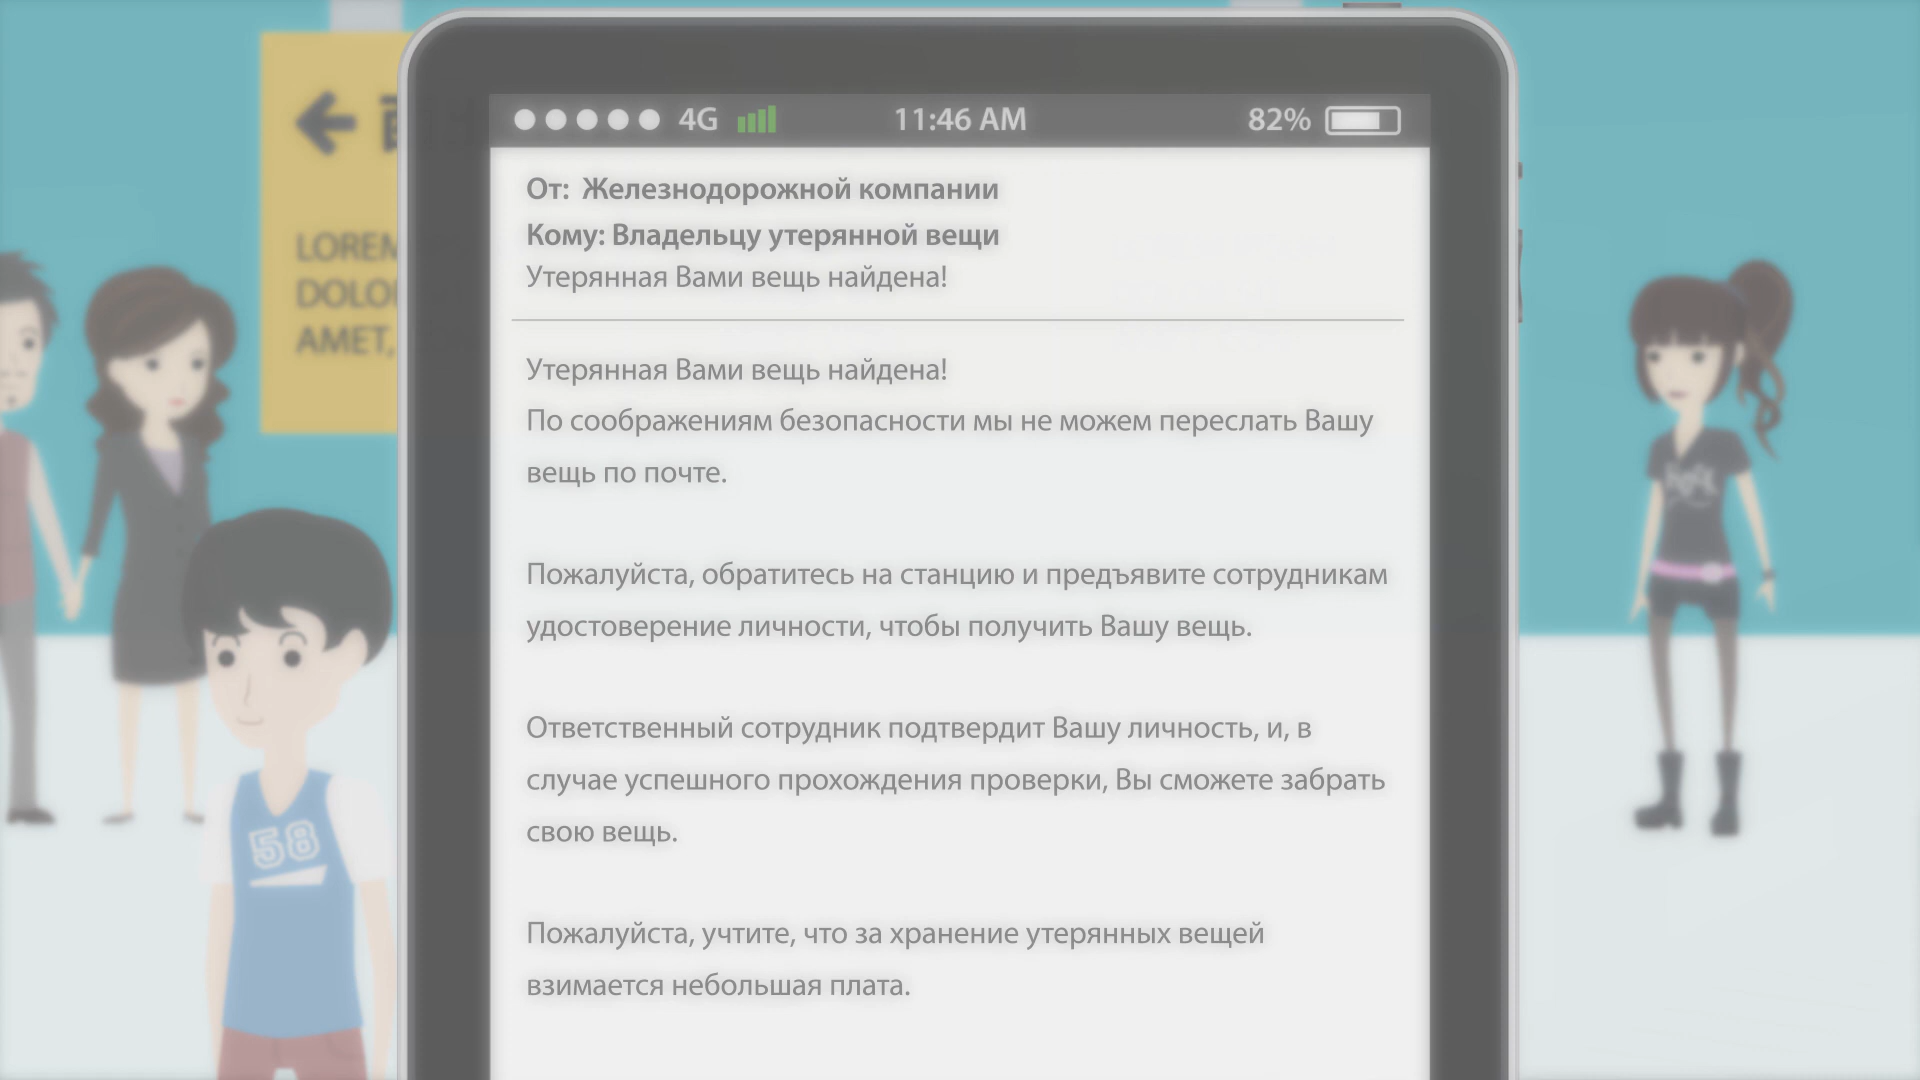 4G 11:46 AM 82%
От: Железнодорожной компании
Кому: Владельцу утерянной вещи
Утерянная Вами вещь найдена!
Утерянная Вами вещь найдена!
По соображениям безопасности мы не можем переслать Вашу
вещь по почте.
Пожалуйста, обратитесь на станцию и предъявите сотрудникам
удостоверение личности, чтобы получить Вашу вещь.
Ответственный сотрудник подтвердит Вашу личность, и, в
случае успешного прохождения проверки, Вы сможете забрать
свою вещь.
Пожалуйста, учтите, что за хранение утерянных вещей
взимается небольшая плата.
LOREM
DOLO
AMET,
58